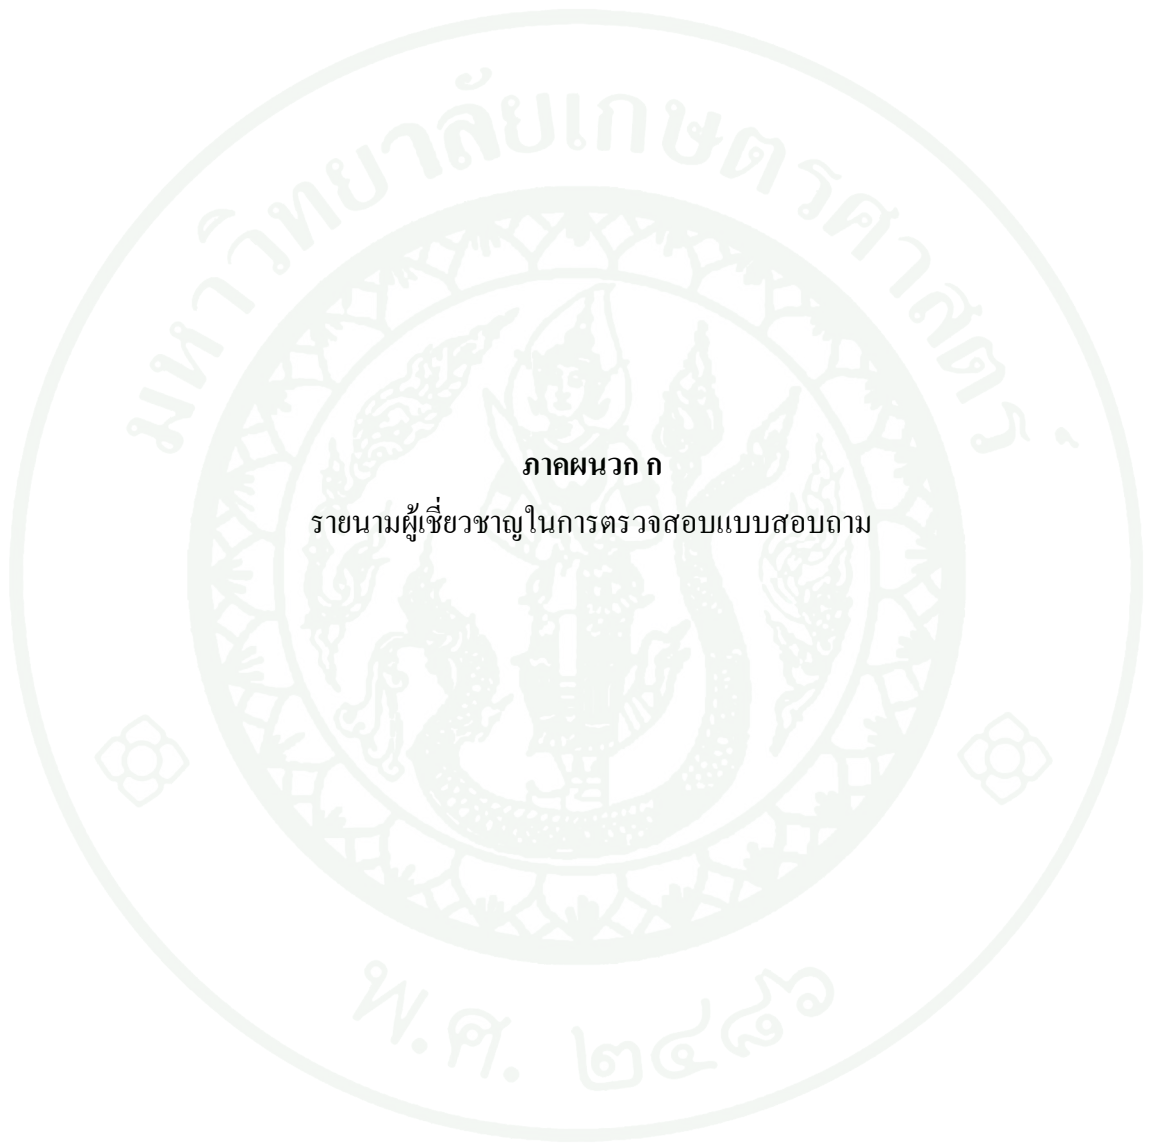 มหาวิทยาลัยเกษตรศาสตร์
ภาคผนวก ก
รายนามผู้เชี่ยวชาญในการตรวจสอบแบบสอบถาม
พ.ศ. ๒๔๘๖